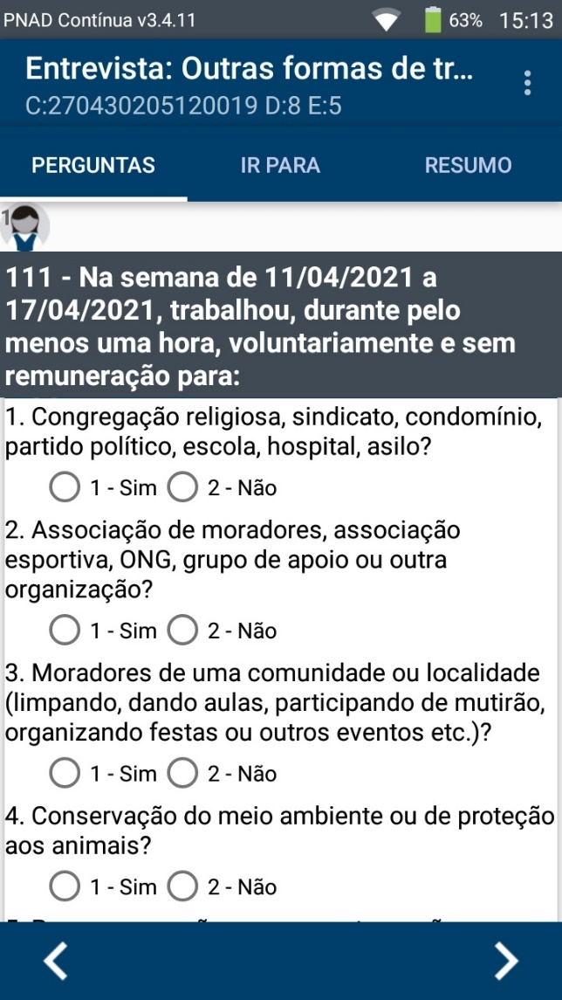 PNAD Contínua v3.4.11
63% 15:13
Entrevista: Outras formas de tr...
C:270430205120019 D:8 E:5
PERGUNTAS IR PARA RESUMO
1
111 - Na semana de 11/04/2021 a
17/04/2021, trabalhou, durante pelo
menos uma hora, voluntariamente e sem
remuneração para:
1. Congregação religiosa, sindicato, condomínio,
partido político, escola, hospital, asilo?
1 - Sim 2 - Não
2. Associação de moradores, associação
esportiva, ONG, grupo de apoio ou outra
organização?
1 - Sim 2 - Não
3. Moradores de uma comunidade ou localidade
(limpando, dando aulas, participando de mutirão,
organizando festas ou outros eventos etc.)?
1 - Sim 2 - Não
4. Conservação do meio ambiente ou de proteção
aos animais?
1 - Sim 2 - Não